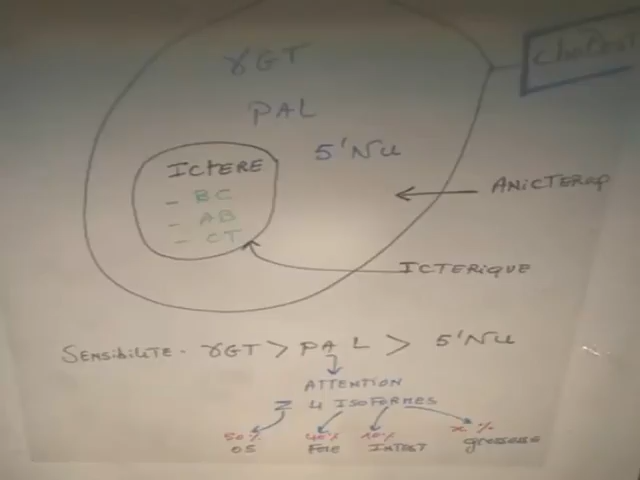 γGT
PAL
5'Nu
ICTERE
- BC
- AB
- CT
ICTERIQUE
SENSIBILITE. γGT > PAL > 5'Nu
ATTENTION
4 ISOFORMES
50% 40% 10% x%
OS FOIE INTEST grossesse